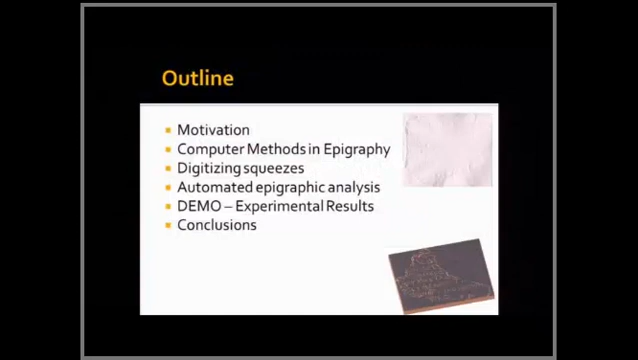 Outline
Motivation
Computer Methods in Epigraphy
Digitizing squeezes
Automated epigraphic analysis
DEMO – Experimental Results
Conclusions